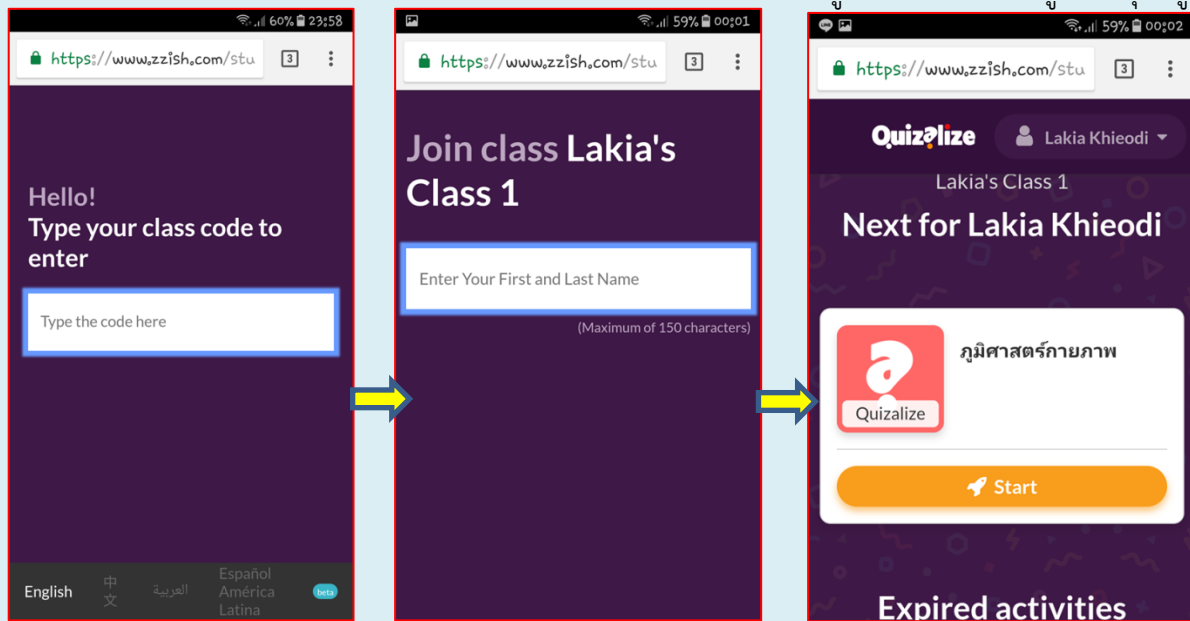 60% 23:58
https://www.zzish.com/stu 3
Hello!
Type your class code to
enter
Type the code here
English
中
文
العربية
Español
América
Latina
beta
59% 00:01
https://www.zzish.com/stu 3
Join class Lakia's
Class 1
Enter Your First and Last Name
(Maximum of 150 characters)
59% 00:02
https://www.zzish.com/stu 3
Quizalize Lakia Khieodi
Lakia's Class 1
Next for Lakia Khieodi
ภูมิศาสตร์กายภาพ
Quizalize
Start
Expired activities